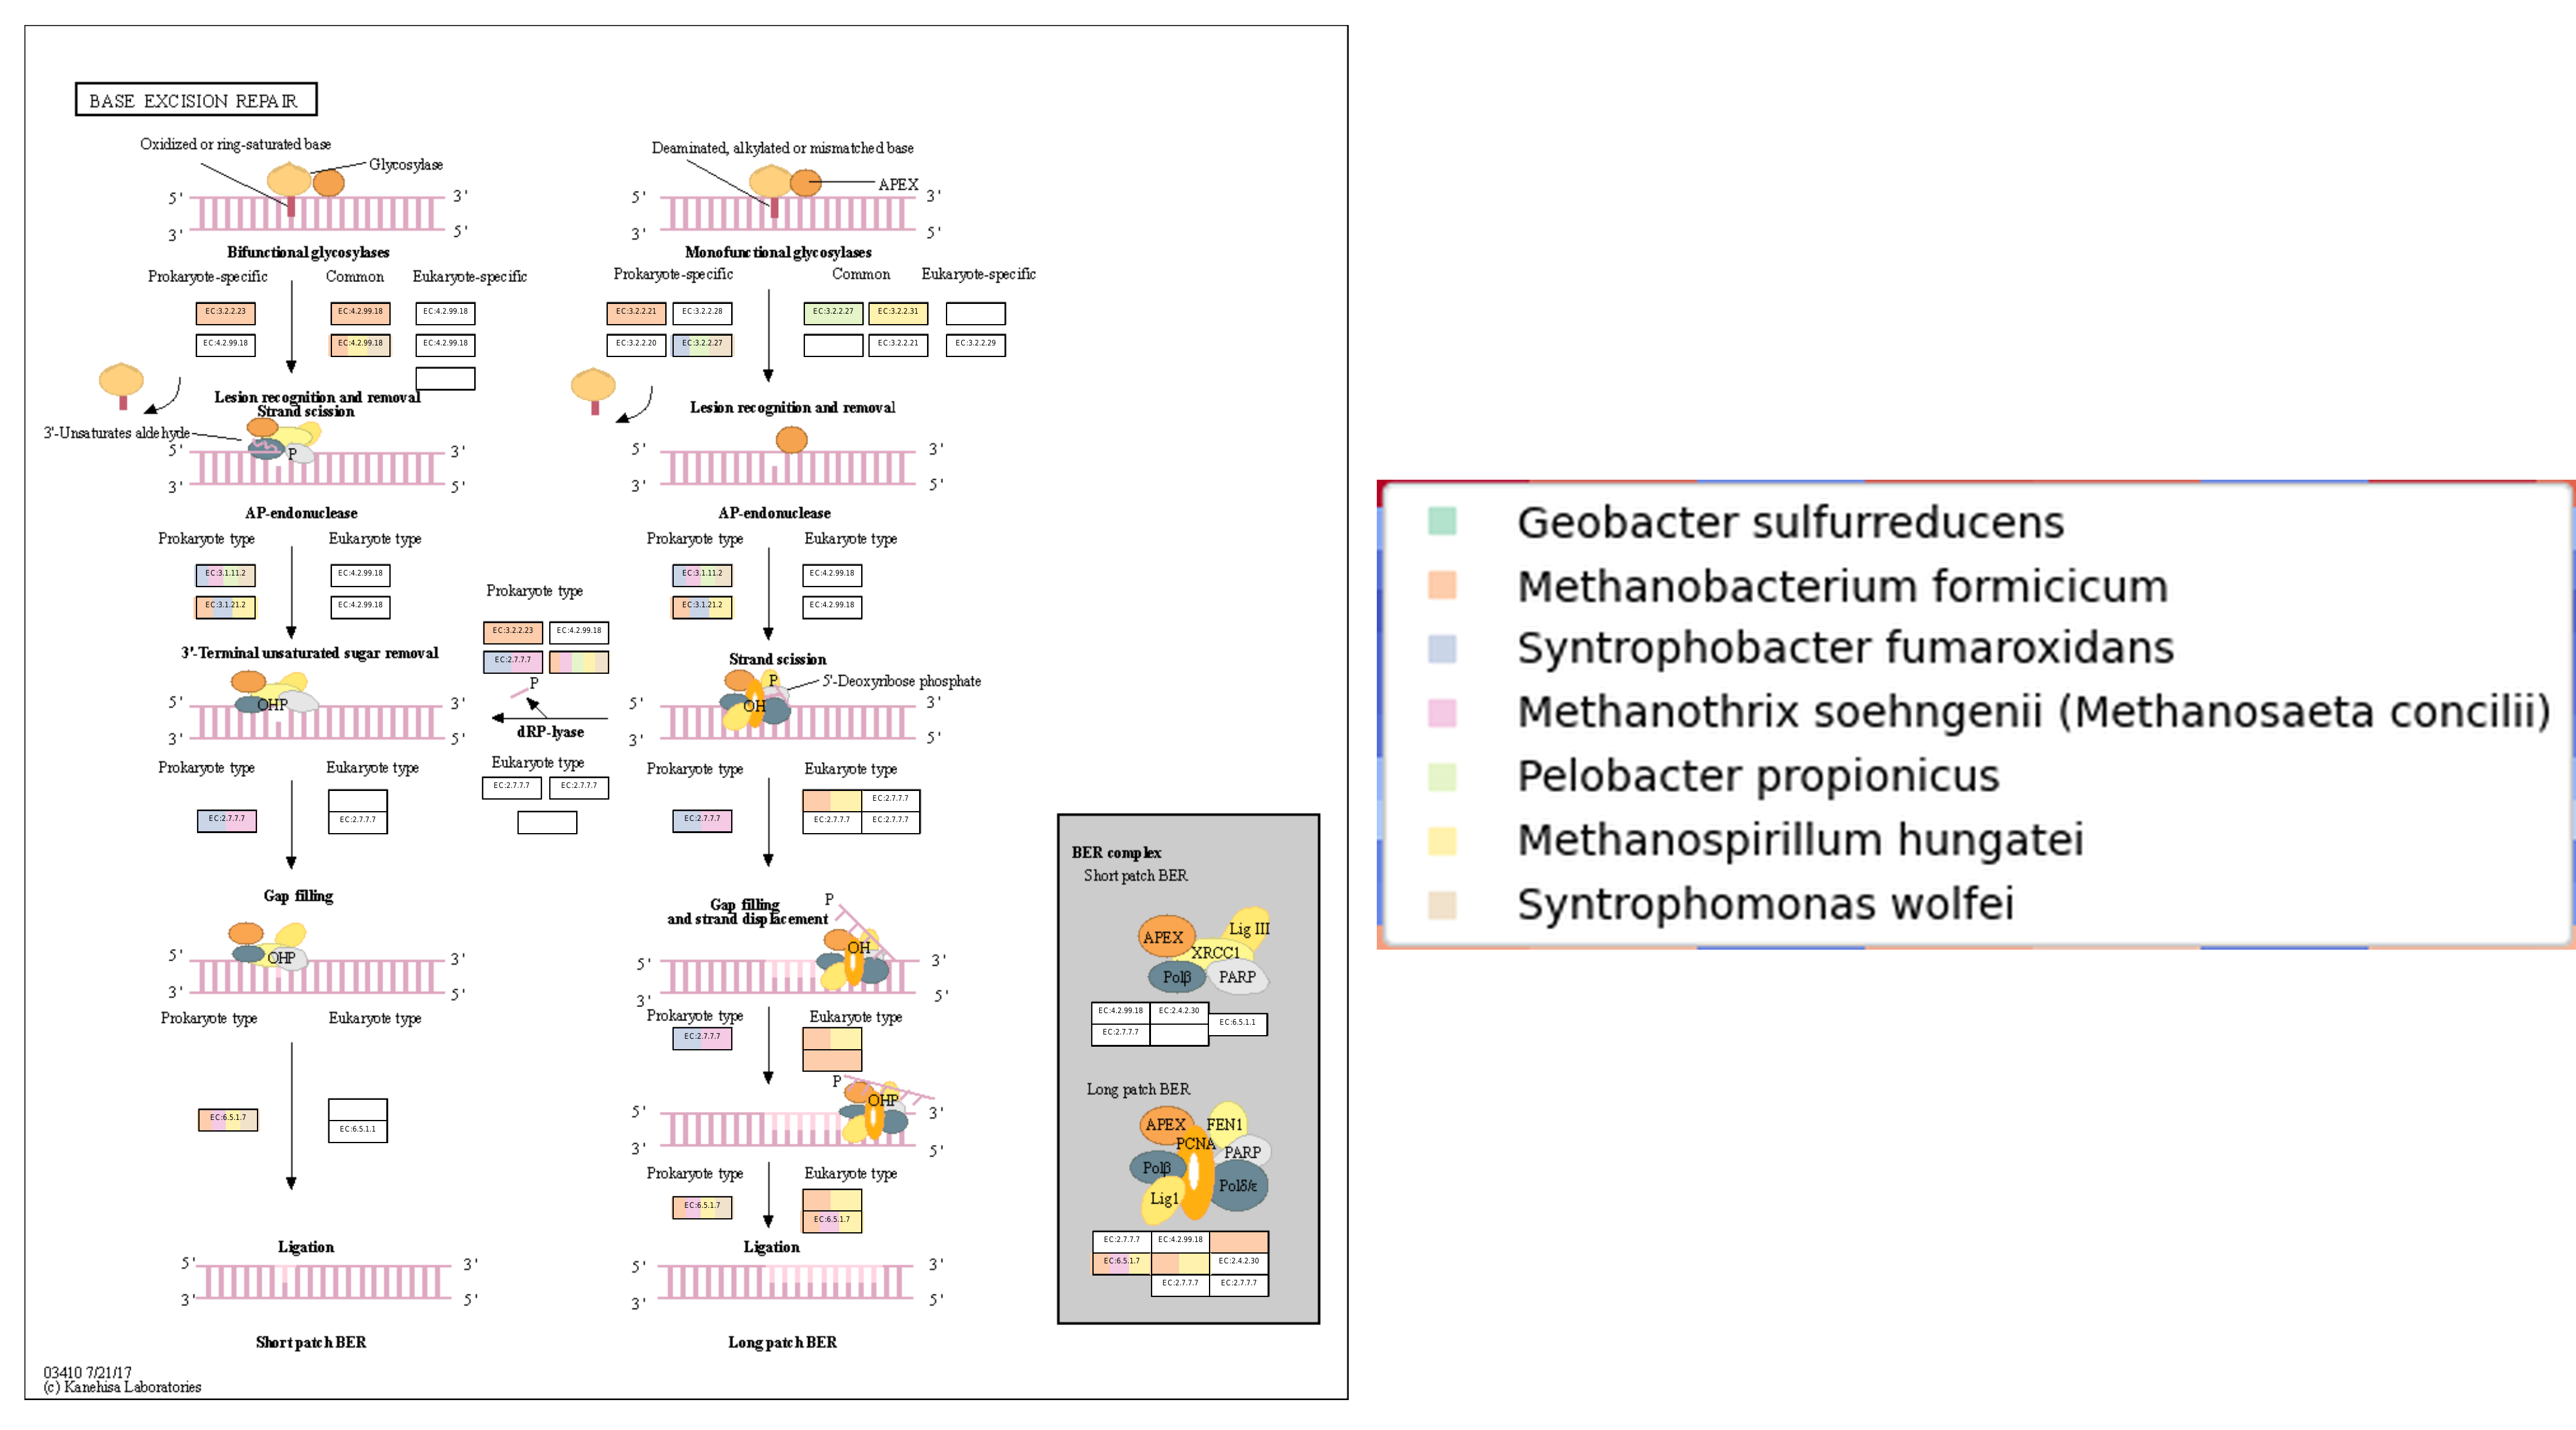 BASE EXCISION REPAIR
Oxidized or ring-saturated base
Glycosylase
5' 3'
3' 5'
Bifunctional glycosylases
Prokaryote-specific Common Eukaryote-specific
EC:3.2.2.23 EC:4.2.99.18 EC:4.2.99.18
EC:4.2.99.18 EC:4.2.99.18 EC:4.2.99.18
Lesion recognition and removal
Strand scission
3'-Unsaturates aldehyde
P
5' 3'
3' 5'
AP-endonuclease
Prokaryote type Eukaryote type
EC:3.1.11.2 EC:4.2.99.18
EC:3.1.21.2 EC:4.2.99.18
3'-Terminal unsaturated sugar removal
OHP
5' 3'
3' 5'
Prokaryote type Eukaryote type
EC:2.7.7.7 EC:2.7.7.7
Gap filling
OHP
5' 3'
3' 5'
Prokaryote type Eukaryote type
EC:6.5.1.7 EC:6.5.1.1
Ligation
5' 3'
3' 5'
Short patch BER
Prokaryote type
EC:3.2.2.23 EC:4.2.99.18
EC:2.7.7.7
P
dRP-lyase
Eukaryote type
EC:2.7.7.7 EC:2.7.7.7
Deaminated, alkylated or mismatched base
APEX
5' 3'
3' 5'
Monofunctional glycosylases
Prokaryote-specific Common Eukaryote-specific
EC:3.2.2.21 EC:3.2.2.28 EC:3.2.2.27 EC:3.2.2.31
EC:3.2.2.20 EC:3.2.2.27 EC:3.2.2.21 EC:3.2.2.29
Lesion recognition and removal
5' 3'
3' 5'
AP-endonuclease
Prokaryote type Eukaryote type
EC:3.1.11.2 EC:4.2.99.18
EC:3.1.21.2 EC:4.2.99.18
Strand scission
P
5'-Deoxyribose phosphate
OH
5' 3'
3' 5'
Prokaryote type Eukaryote type
EC:2.7.7.7
EC:2.7.7.7 EC:2.7.7.7 EC:2.7.7.7
Gap filling
and strand displacement
P
OH
5' 3'
3' 5'
Prokaryote type Eukaryote type
EC:2.7.7.7
P
OHP
5' 3'
3' 5'
Prokaryote type Eukaryote type
EC:6.5.1.7
EC:6.5.1.7
Ligation
5' 3'
3' 5'
Long patch BER
BER complex
Short patch BER
APEX
Lig III
XRCC1
Polβ
PARP
EC:4.2.99.18 EC:2.4.2.30
EC:6.5.1.1
EC:2.7.7.7
Long patch BER
APEX
FEN1
PCNA
PARP
Polβ
Polδ/ε
Lig1
EC:2.7.7.7 EC:4.2.99.18
EC:6.5.1.7 EC:2.4.2.30
EC:2.7.7.7 EC:2.7.7.7
03410 7/21/17
(c) Kanehisa Laboratories
Geobacter sulfurreducens
Methanobacterium formicicum
Syntrophobacter fumaroxidans
Methanothrix soehngenii (Methanosaeta concilii)
Pelobacter propionicus
Methanospirillum hungatei
Syntrophomonas wolfei